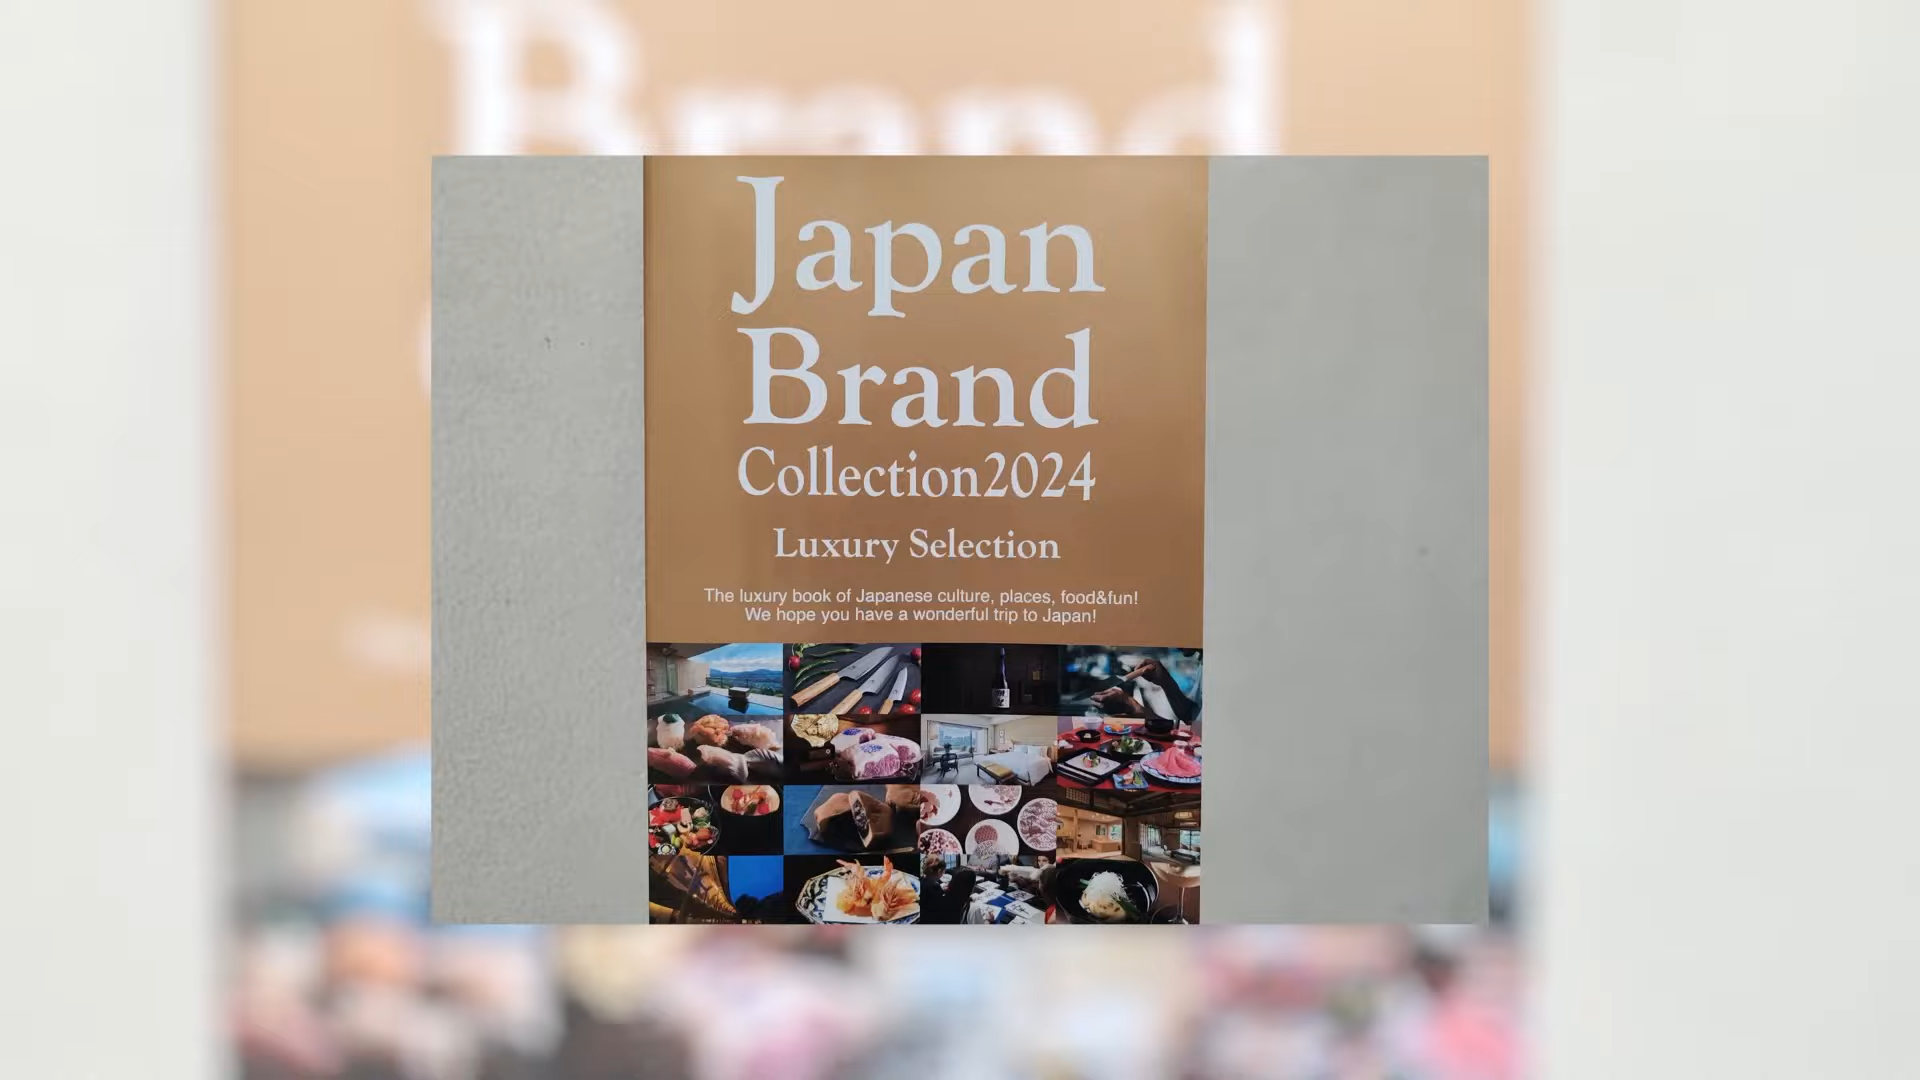 Japan
Brand
Collection2024
Luxury Selection
The luxury book of Japanese culture, places, food&fun!
We hope you have a wonderful trip to Japan!